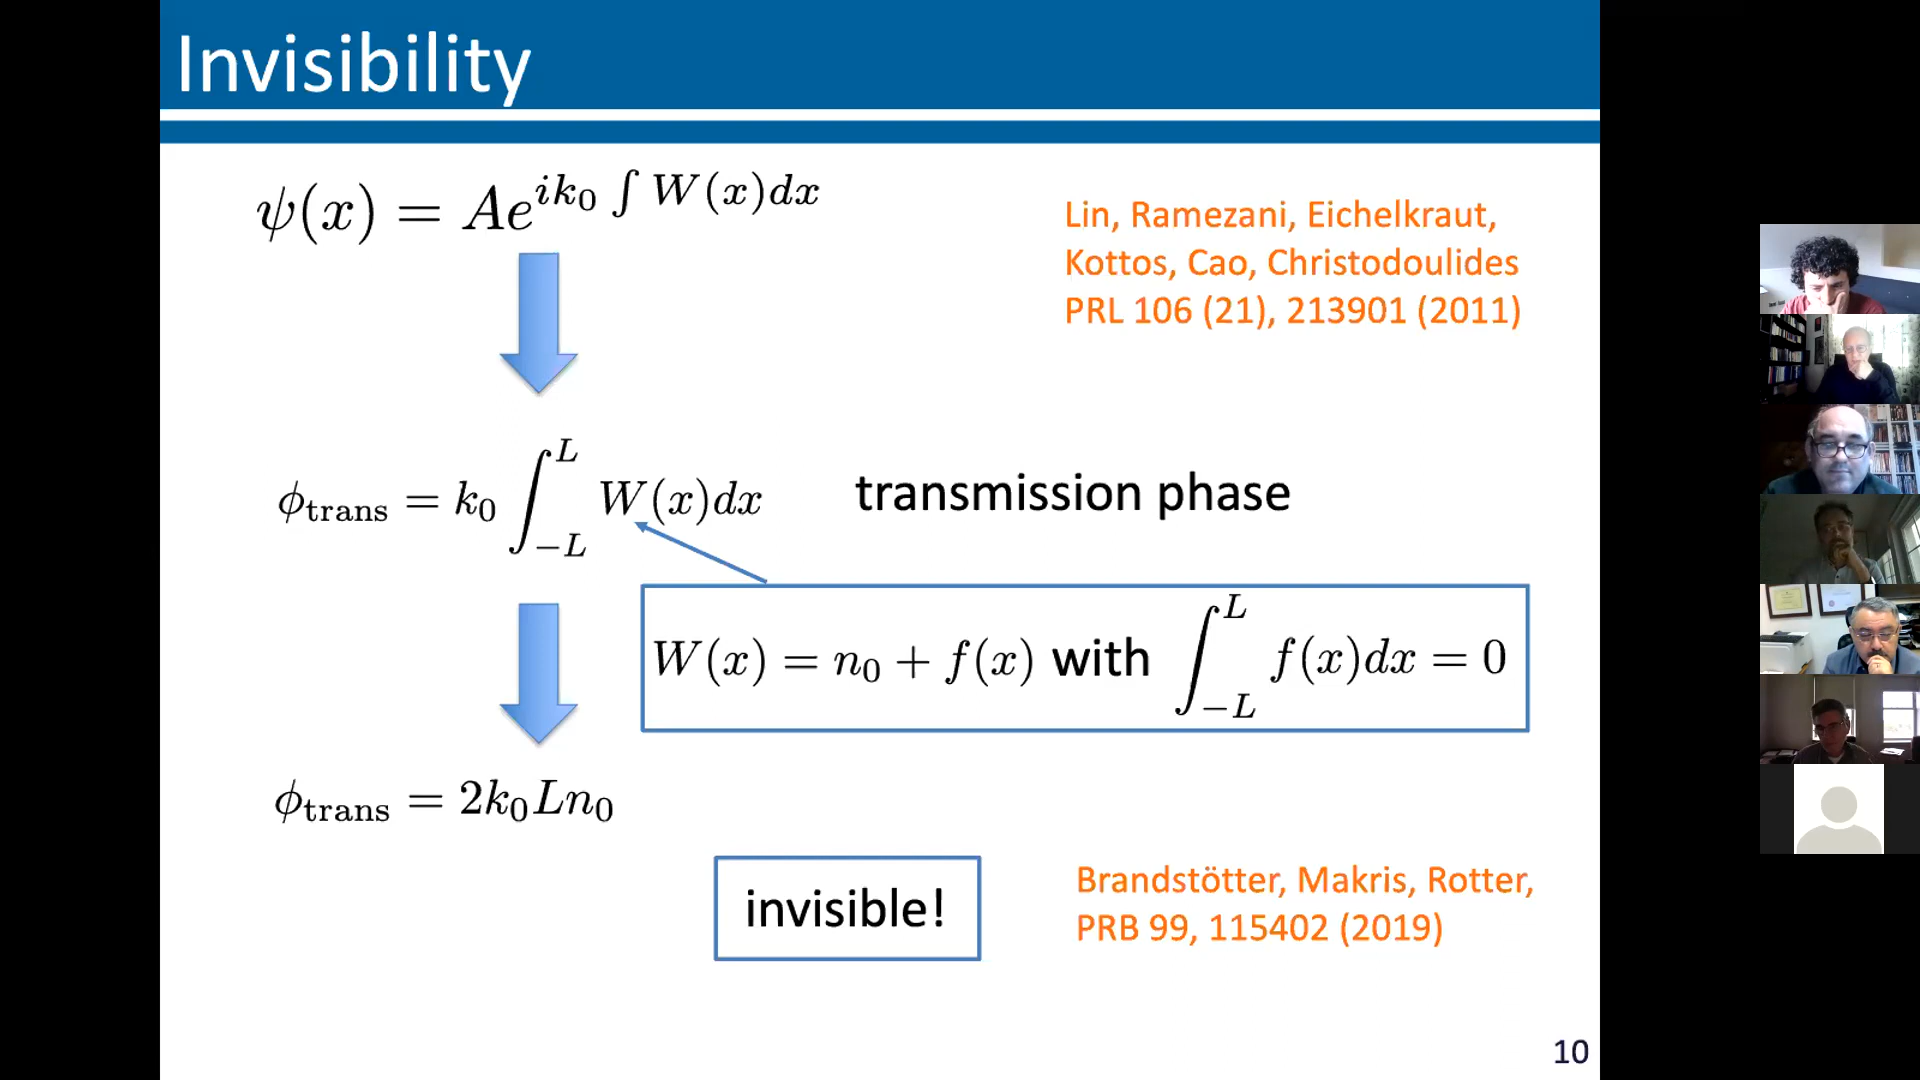 Invisibility
ψ(x) = Ae^{ik₀ ∫ W(x)dx}
Lin, Ramezani, Eichelkraut,
Kottos, Cao, Christodoulides
PRL 106 (21), 213901 (2011)
ϕ_trans = k₀ ∫_{-L}^{L} W(x)dx
transmission phase
W(x) = n₀ + f(x) with ∫_{-L}^{L} f(x)dx = 0
ϕ_trans = 2k₀Ln₀
invisible!
Brandstötter, Makris, Rotter,
PRB 99, 115402 (2019)
10